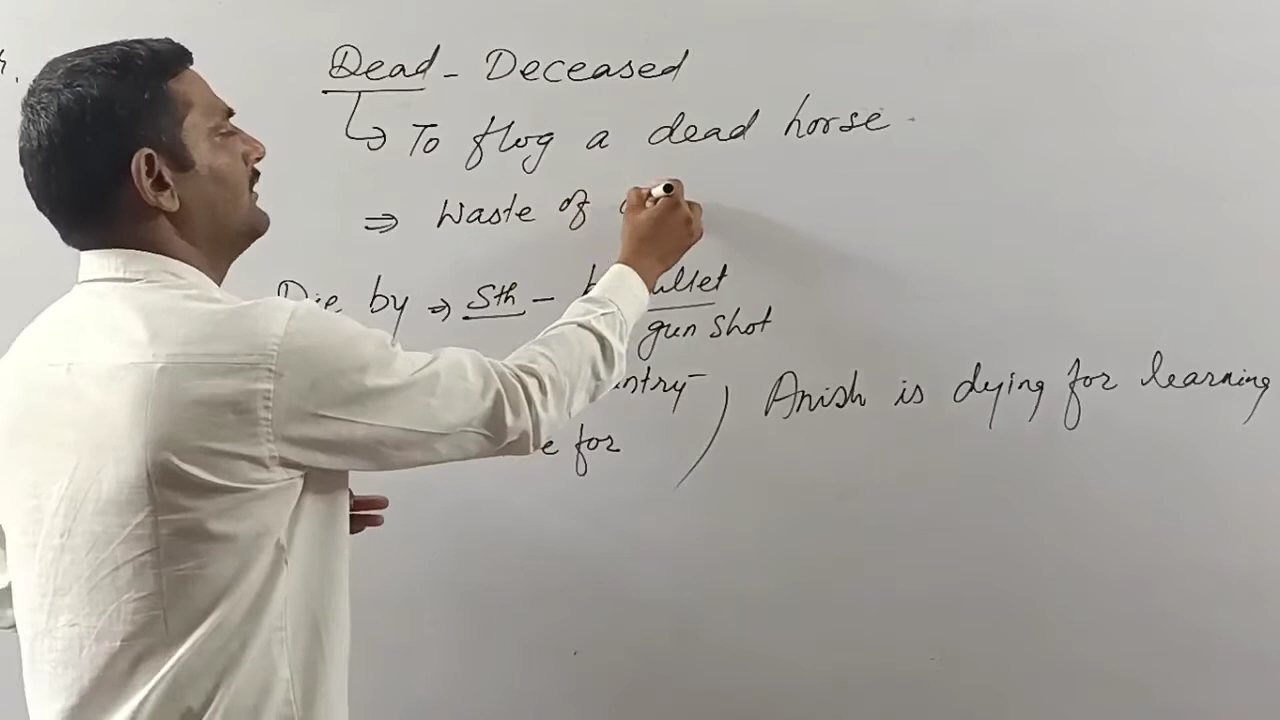 Dead - Deceased
↳ To flog a dead horse.
⇒ Waste of
Die by ⇒ Sth -
gun shot
Anish is dying for learning
for